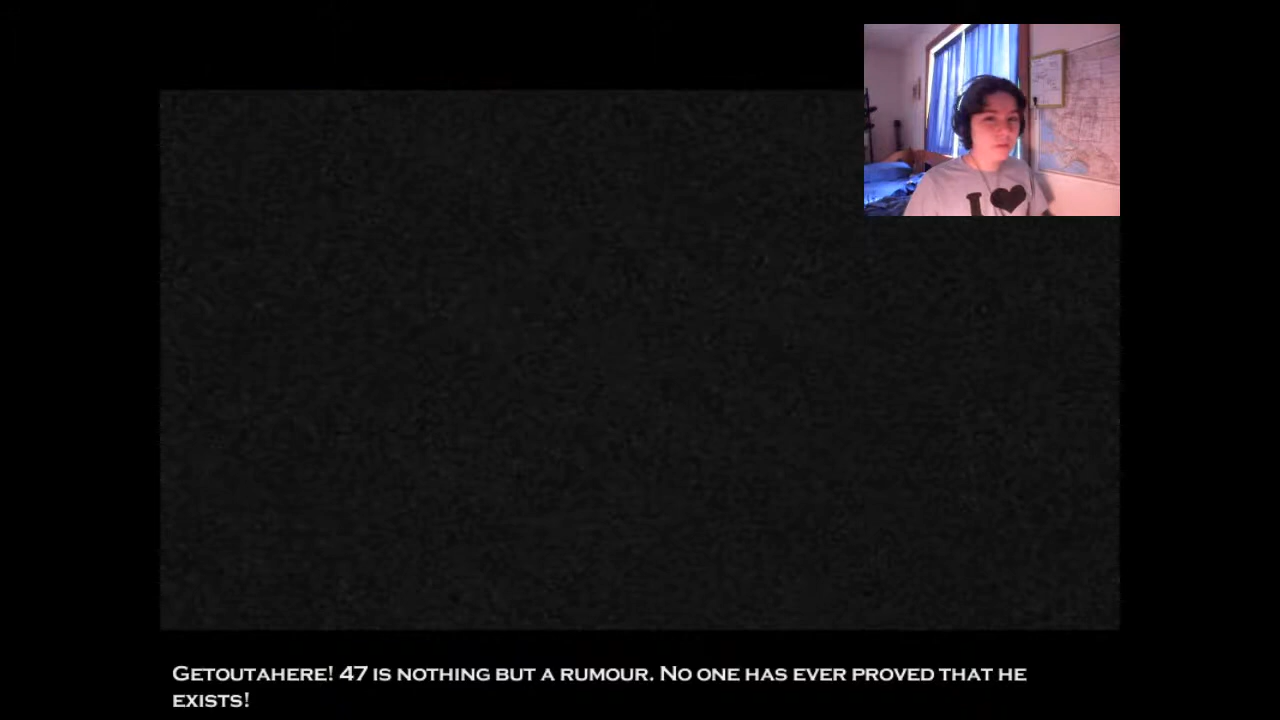 I ♥
GETOUTAHERE! 47 IS NOTHING BUT A RUMOUR. NO ONE HAS EVER PROVED THAT HE
EXISTS!